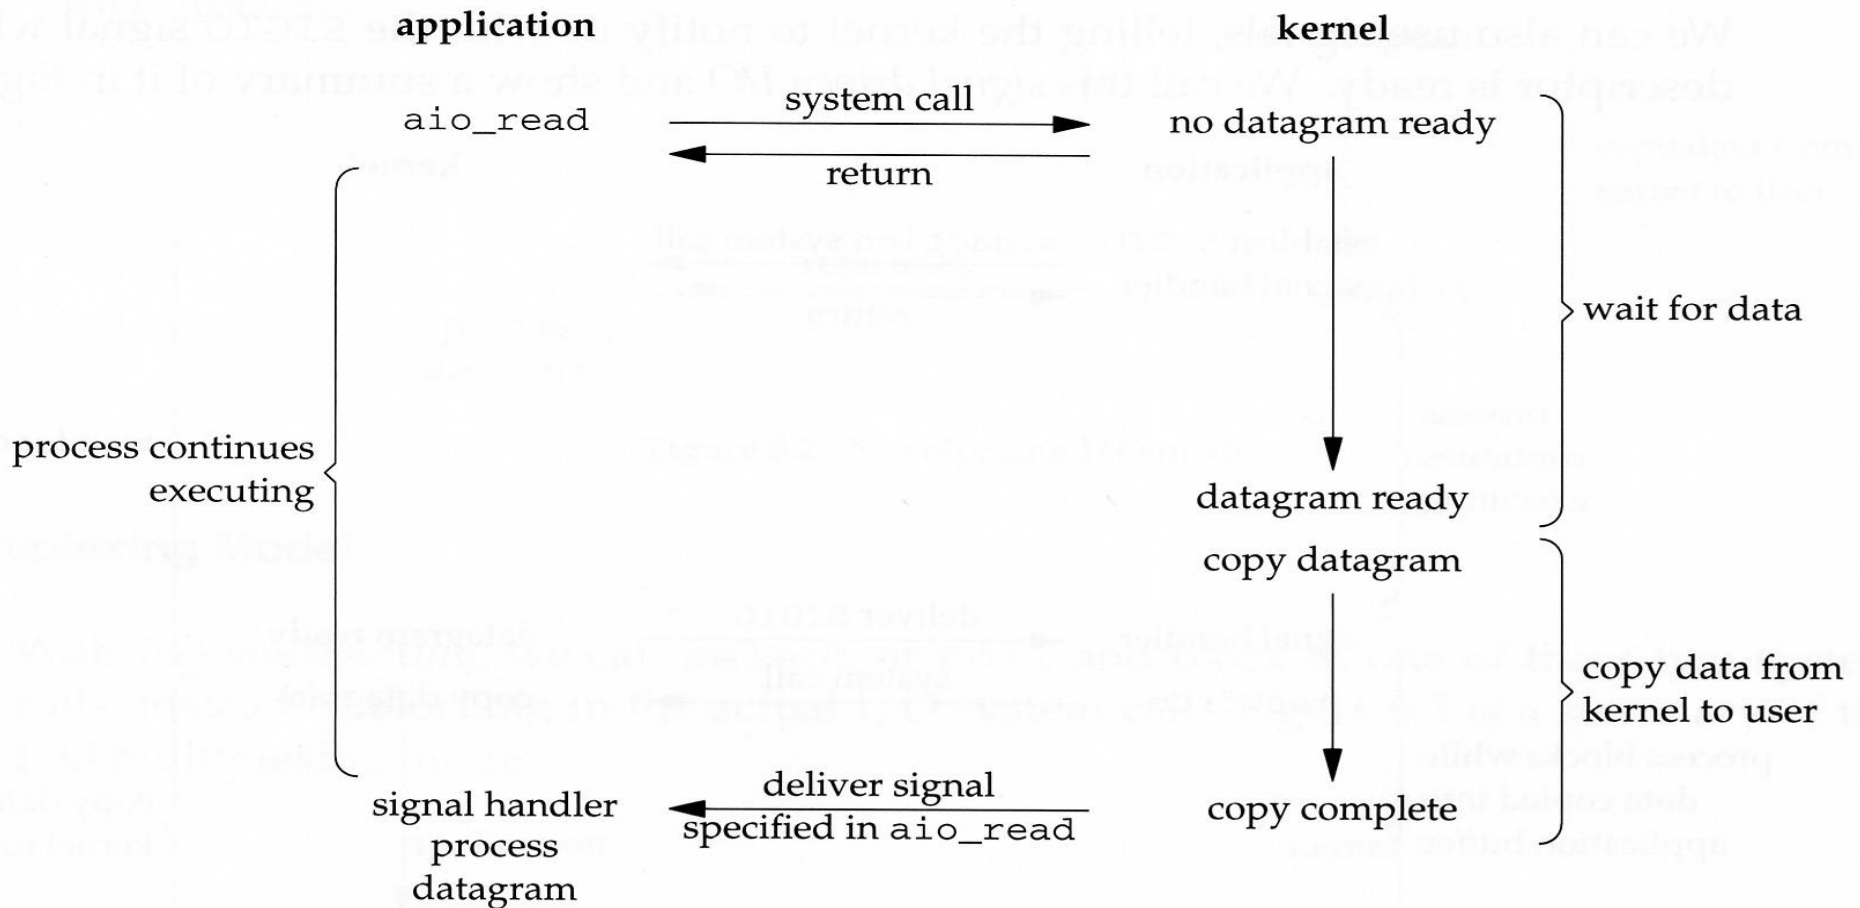 application
kernel
aio_read
system call
no datagram ready
return
wait for data
process continues
executing
datagram ready
copy datagram
copy data from
kernel to user
deliver signal
specified in aio_read
copy complete
signal handler
process
datagram